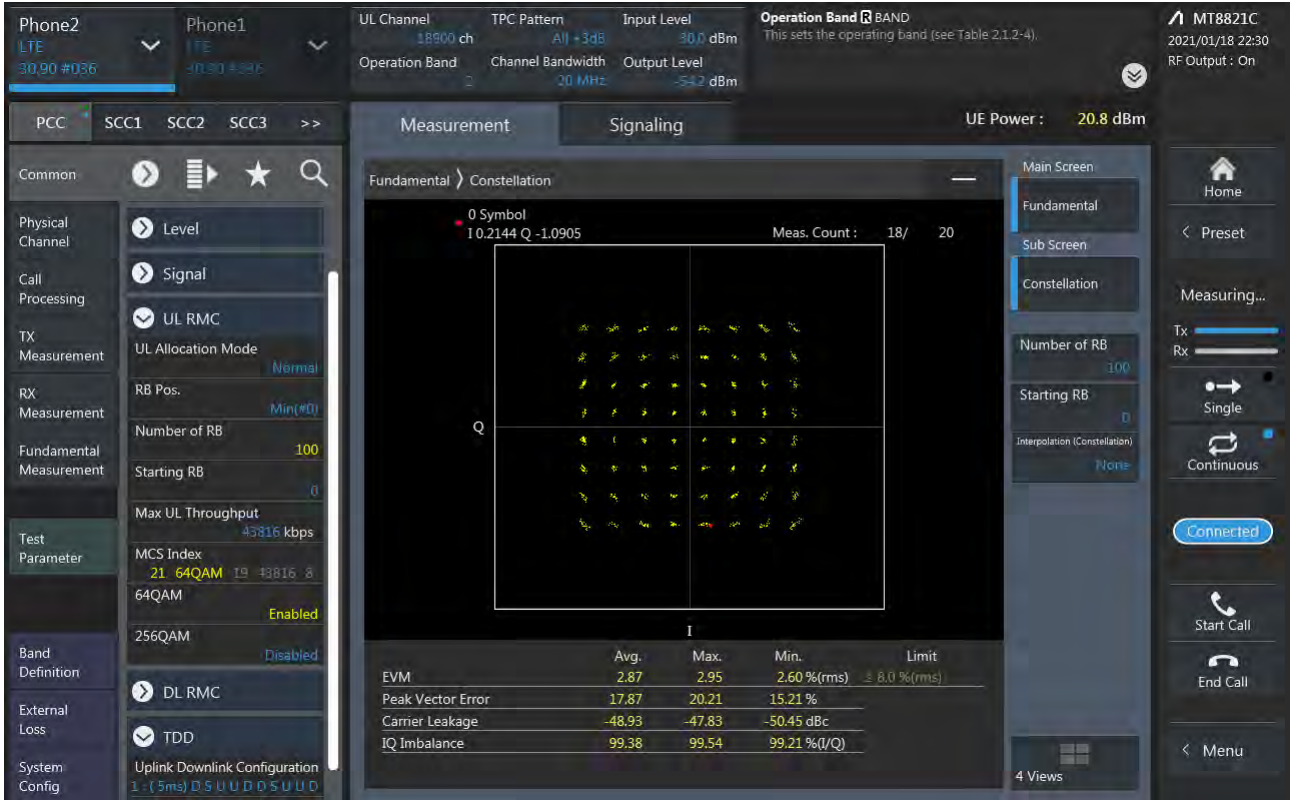 Phone2
LTE
30.90 #036
Phone1
LTE
30.90 #036
UL Channel
18900 ch
TPC Pattern
All +3dB
Input Level
30.0 dBm
Operation Band
2
Channel Bandwidth
20 MHz
Output Level
-54.2 dBm
Operation Band R BAND
This sets the operating band (see Table 2.1.2-4).
MT8821C
2021/01/18 22:30
RF Output : On
PCC SCC1 SCC2 SCC3 >>
Measurement
Signaling
UE Power : 20.8 dBm
Common
Physical
Channel
Call
Processing
TX
Measurement
RX
Measurement
Fundamental
Measurement
Test
Parameter
Band
Definition
External
Loss
System
Config
Level
Signal
UL RMC
UL Allocation Mode
Normal
RB Pos.
Min(#0)
Number of RB
100
Starting RB
0
Max UL Throughput
43816 kbps
MCS Index
21 64QAM 19 43816 8
64QAM
Enabled
256QAM
Disabled
DL RMC
TDD
Uplink Downlink Configuration
1 : ( 5ms) D S U U D D S U U D
Fundamental 〉 Constellation
0 Symbol
I 0.2144 Q -1.0905
Meas. Count : 18/ 20
Q
I
Avg. Max. Min. Limit
EVM 2.87 2.95 2.60 %(rms) ≤ 8.0 %(rms)
Peak Vector Error 17.87 20.21 15.21 %
Carrier Leakage -48.93 -47.83 -50.45 dBc
IQ Imbalance 99.38 99.54 99.21 %(I/Q)
Main Screen
Fundamental
Sub Screen
Constellation
Number of RB
100
Starting RB
0
Interpolation (Constellation)
None
4 Views
Home
< Preset
Measuring...
Tx
Rx
Single
Continuous
Connected
Start Call
End Call
< Menu